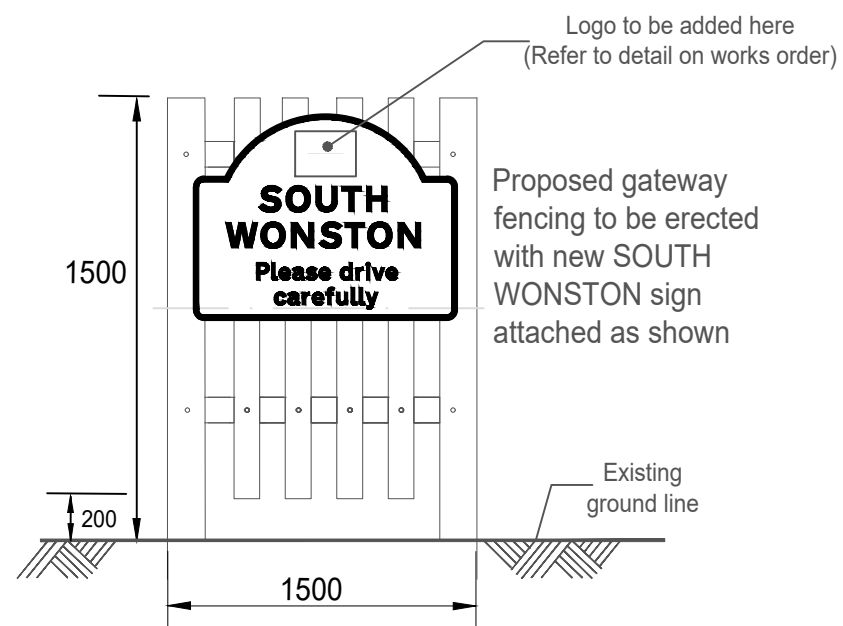 Logo to be added here
(Refer to detail on works order)
SOUTH
WONSTON
Please drive
carefully
Proposed gateway
fencing to be erected
with new SOUTH
WONSTON sign
attached as shown
1500
Existing
ground line
200
1500